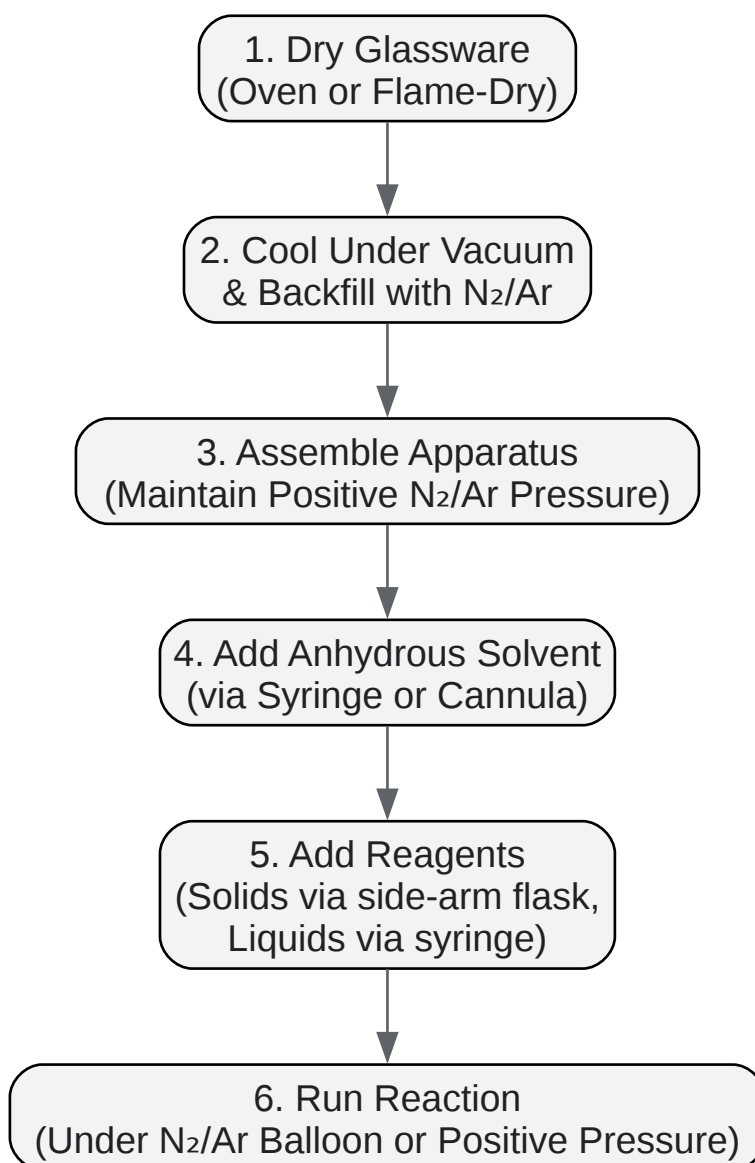 1. Dry Glassware
(Oven or Flame-Dry)
2. Cool Under Vacuum
& Backfill with N₂/Ar
3. Assemble Apparatus
(Maintain Positive N₂/Ar Pressure)
4. Add Anhydrous Solvent
(via Syringe or Cannula)
5. Add Reagents
(Solids via side-arm flask,
Liquids via syringe)
6. Run Reaction
(Under N₂/Ar Balloon or Positive Pressure)